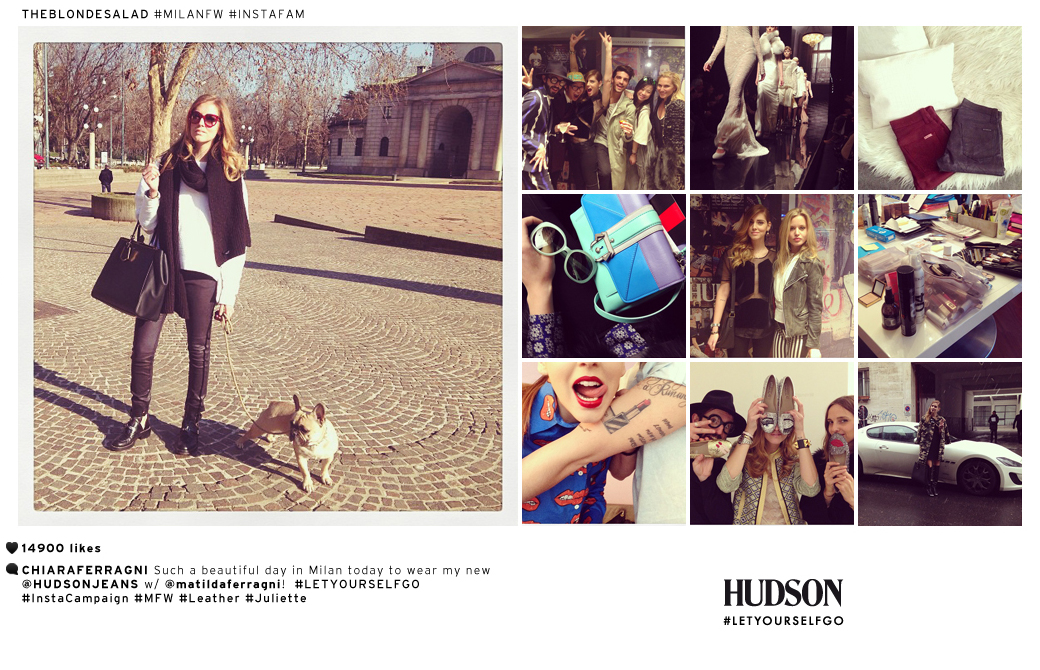 THEBLONDESALAD #MILANFW #INSTAFAM
14900 likes
CHIARAFERRAGNI Such a beautiful day in Milan today to wear my new
@HUDSONJEANS w/ @matildaferragni! #LETYOURSELFGO
#InstaCampaign #MFW #Leather #Juliette
HUDSON
#LETYOURSELFGO